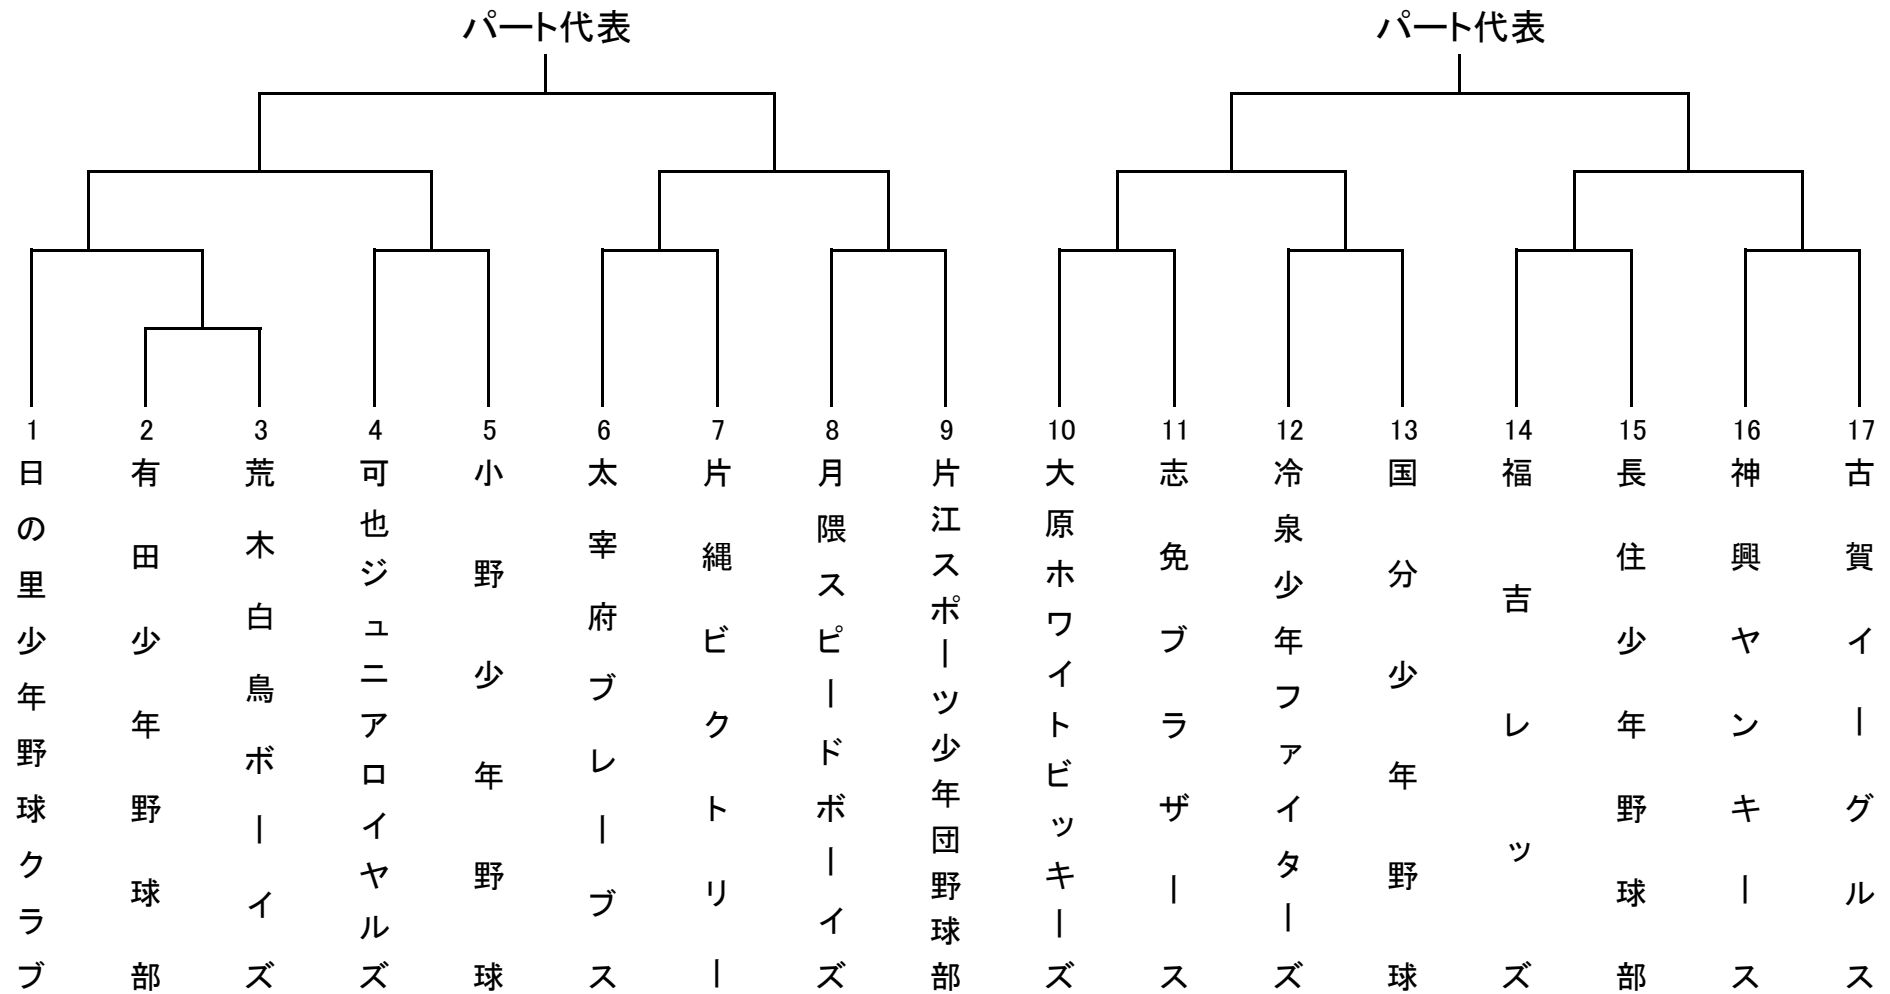 パート代表
パート代表
1
2
3
4
5
6
7
8
9
10
11
12
13
14
15
16
17
日の里少年野球クラブ
有田少年野球部
荒木白鳥ボーイズ
可也ジュニアロイヤルズ
小野少年野球
太宰府ブレーブス
片縄ビクトリー
月隈スピードボーイズ
片江スポーツ少年団野球部
大原ホワイトビッキーズ
志免ブラザース
冷泉少年ファイターズ
国分少年野球
福吉レッズ
長住少年野球部
神興ヤンキース
古賀イーグルス